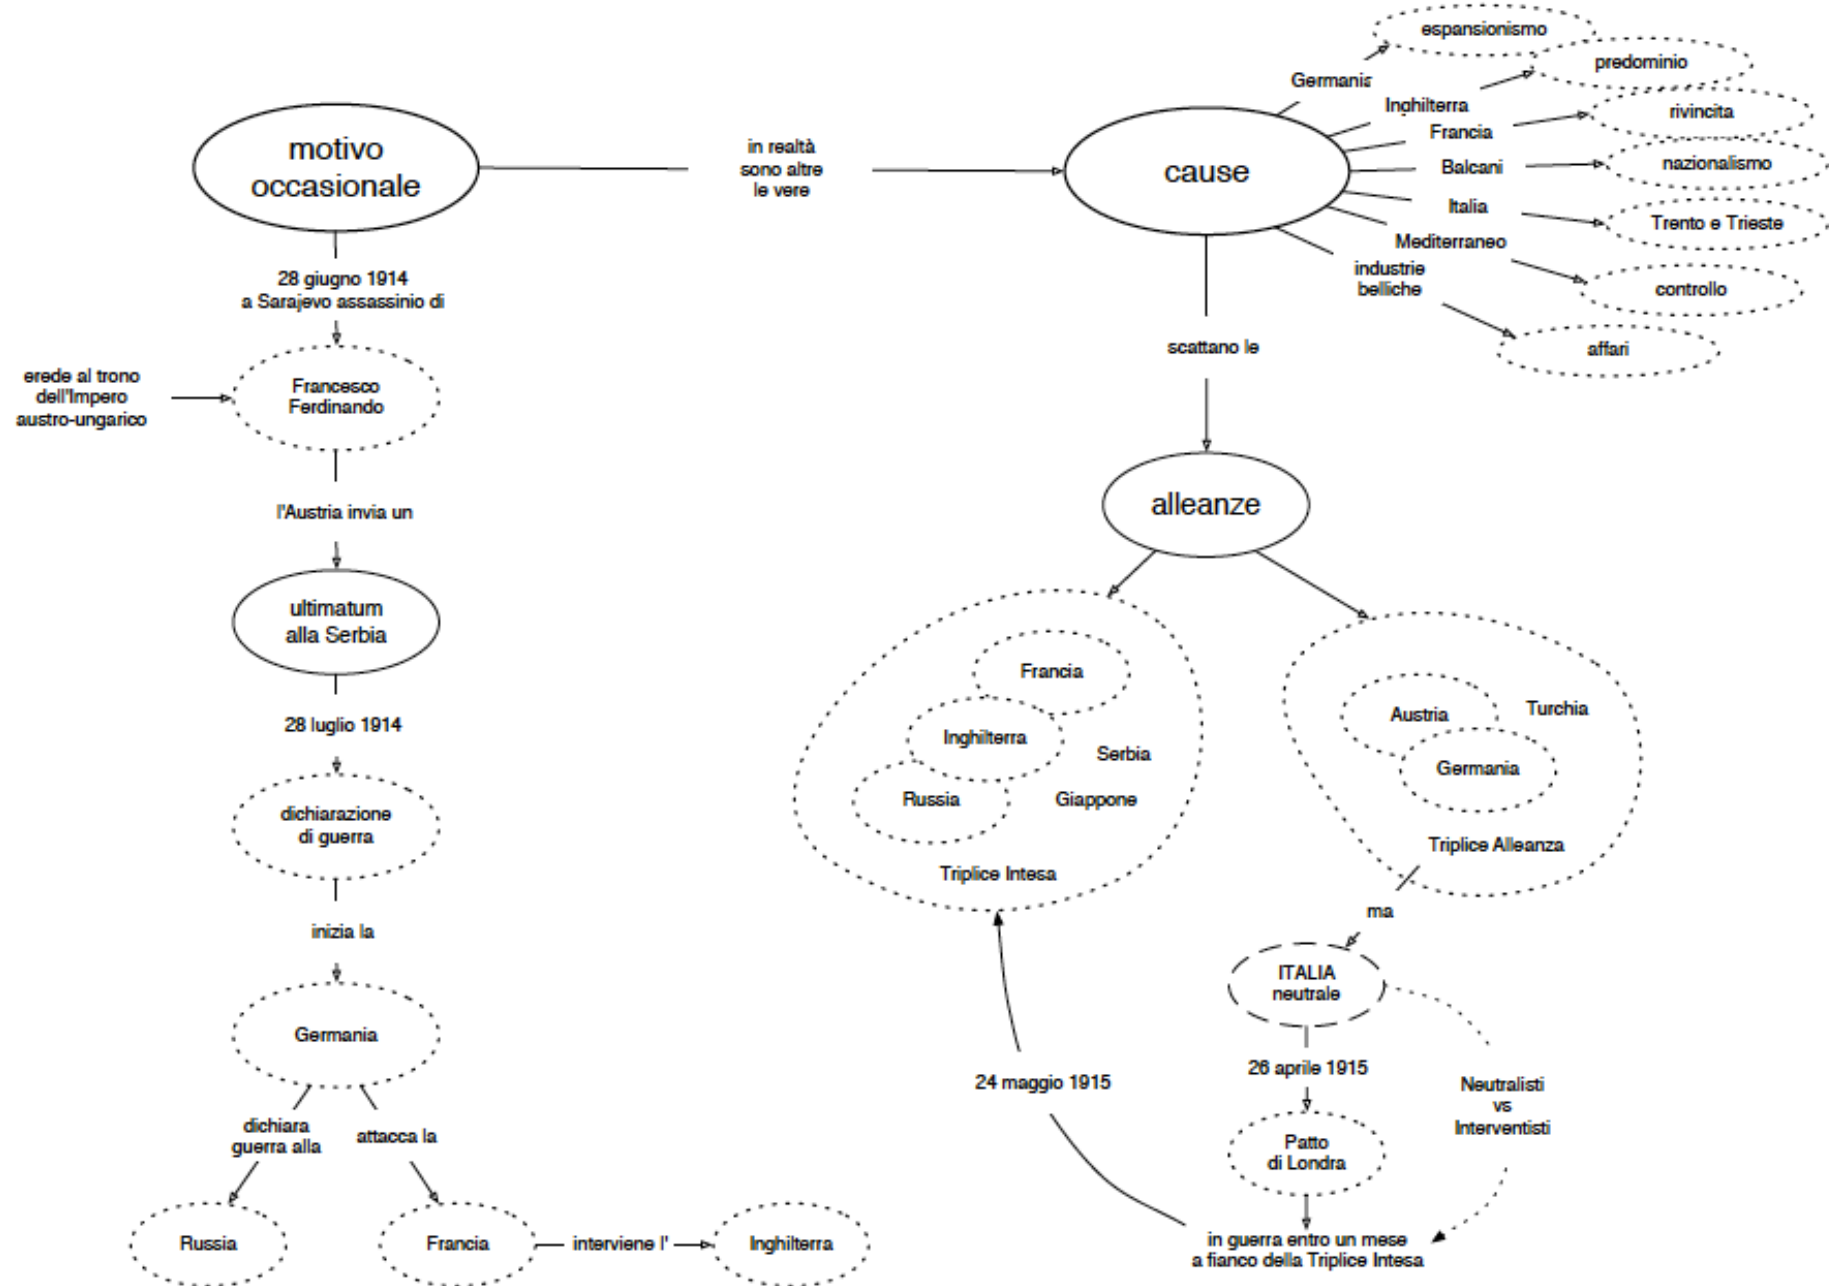 motivo
occasionale
28 giugno 1914
a Sarajevo assassinio di
erede al trono
dell'Impero
austro-ungarico
Francesco
Ferdinando
l'Austria invia un
ultimatum
alla Serbia
28 luglio 1914
dichiarazione
di guerra
inizia la
Germania
dichiara
guerra alla
attacca la
Russia
Francia
interviene l'
Inghilterra
in realtà
sono altre
le vere
cause
Germania
espansionismo
Inghilterra
predominio
Francia
rivincita
Balcani
nazionalismo
Italia
Trento e Trieste
Mediterraneo
controllo
industrie
belliche
affari
scattano le
alleanze
Francia
Inghilterra
Russia
Serbia
Giappone
Triplice Intesa
Austria
Turchia
Germania
Triplice Alleanza
ma
ITALIA
neutrale
26 aprile 1915
Patto
di Londra
Neutralisti
vs
Interventisti
in guerra entro un mese
a fianco della Triplice Intesa
24 maggio 1915